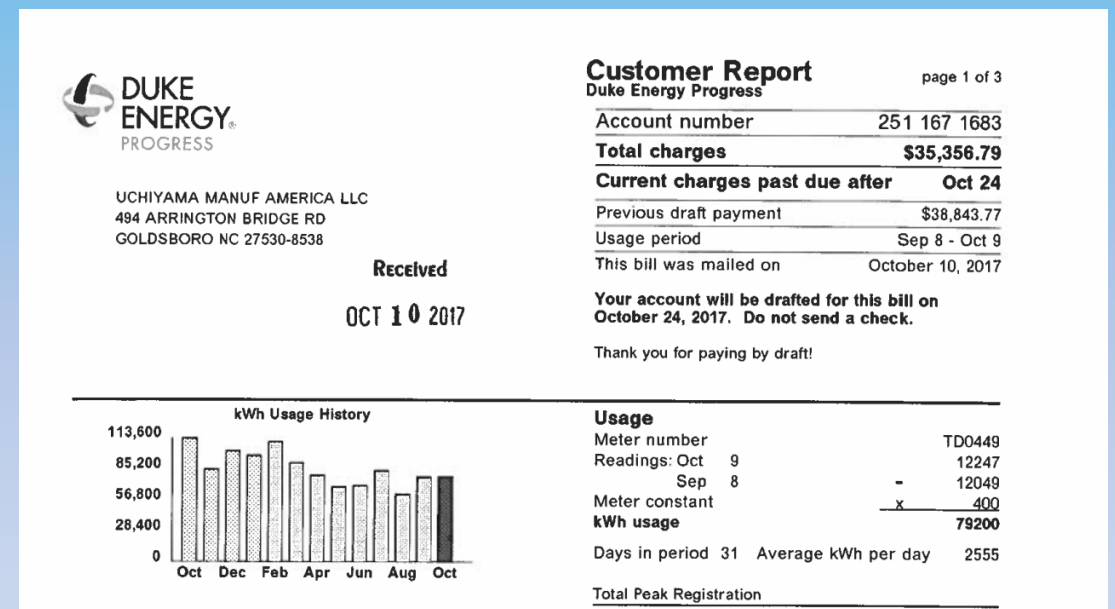 DUKE
ENERGY®
PROGRESS
UCHIYAMA MANUF AMERICA LLC
494 ARRINGTON BRIDGE RD
GOLDSBORO NC 27530-8538
Received
OCT 10 2017
Customer Report page 1 of 3
Duke Energy Progress
Account number 251 167 1683
Total charges $35,356.79
Current charges past due after Oct 24
Previous draft payment $38,843.77
Usage period Sep 8 - Oct 9
This bill was mailed on October 10, 2017
Your account will be drafted for this bill on
October 24, 2017. Do not send a check.
Thank you for paying by draft!
kWh Usage History
113,600
85,200
56,800
28,400
0
Oct Dec Feb Apr Jun Aug Oct
Usage
Meter number TD0449
Readings: Oct 9 12247
Sep 8 - 12049
Meter constant x 400
kWh usage 79200
Days in period 31 Average kWh per day 2555
Total Peak Registration